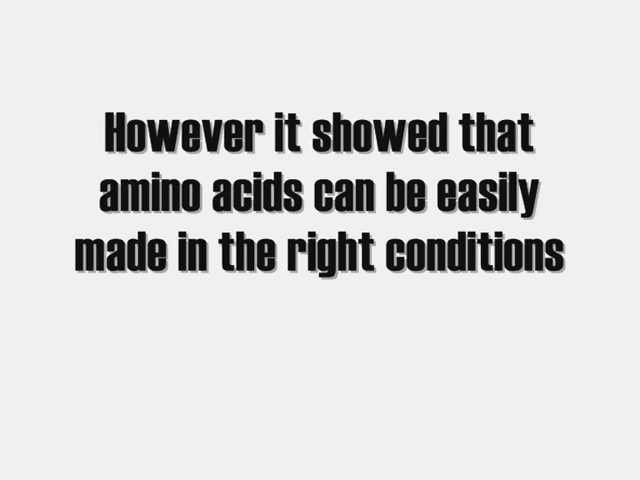 However it showed that
amino acids can be easily
made in the right conditions